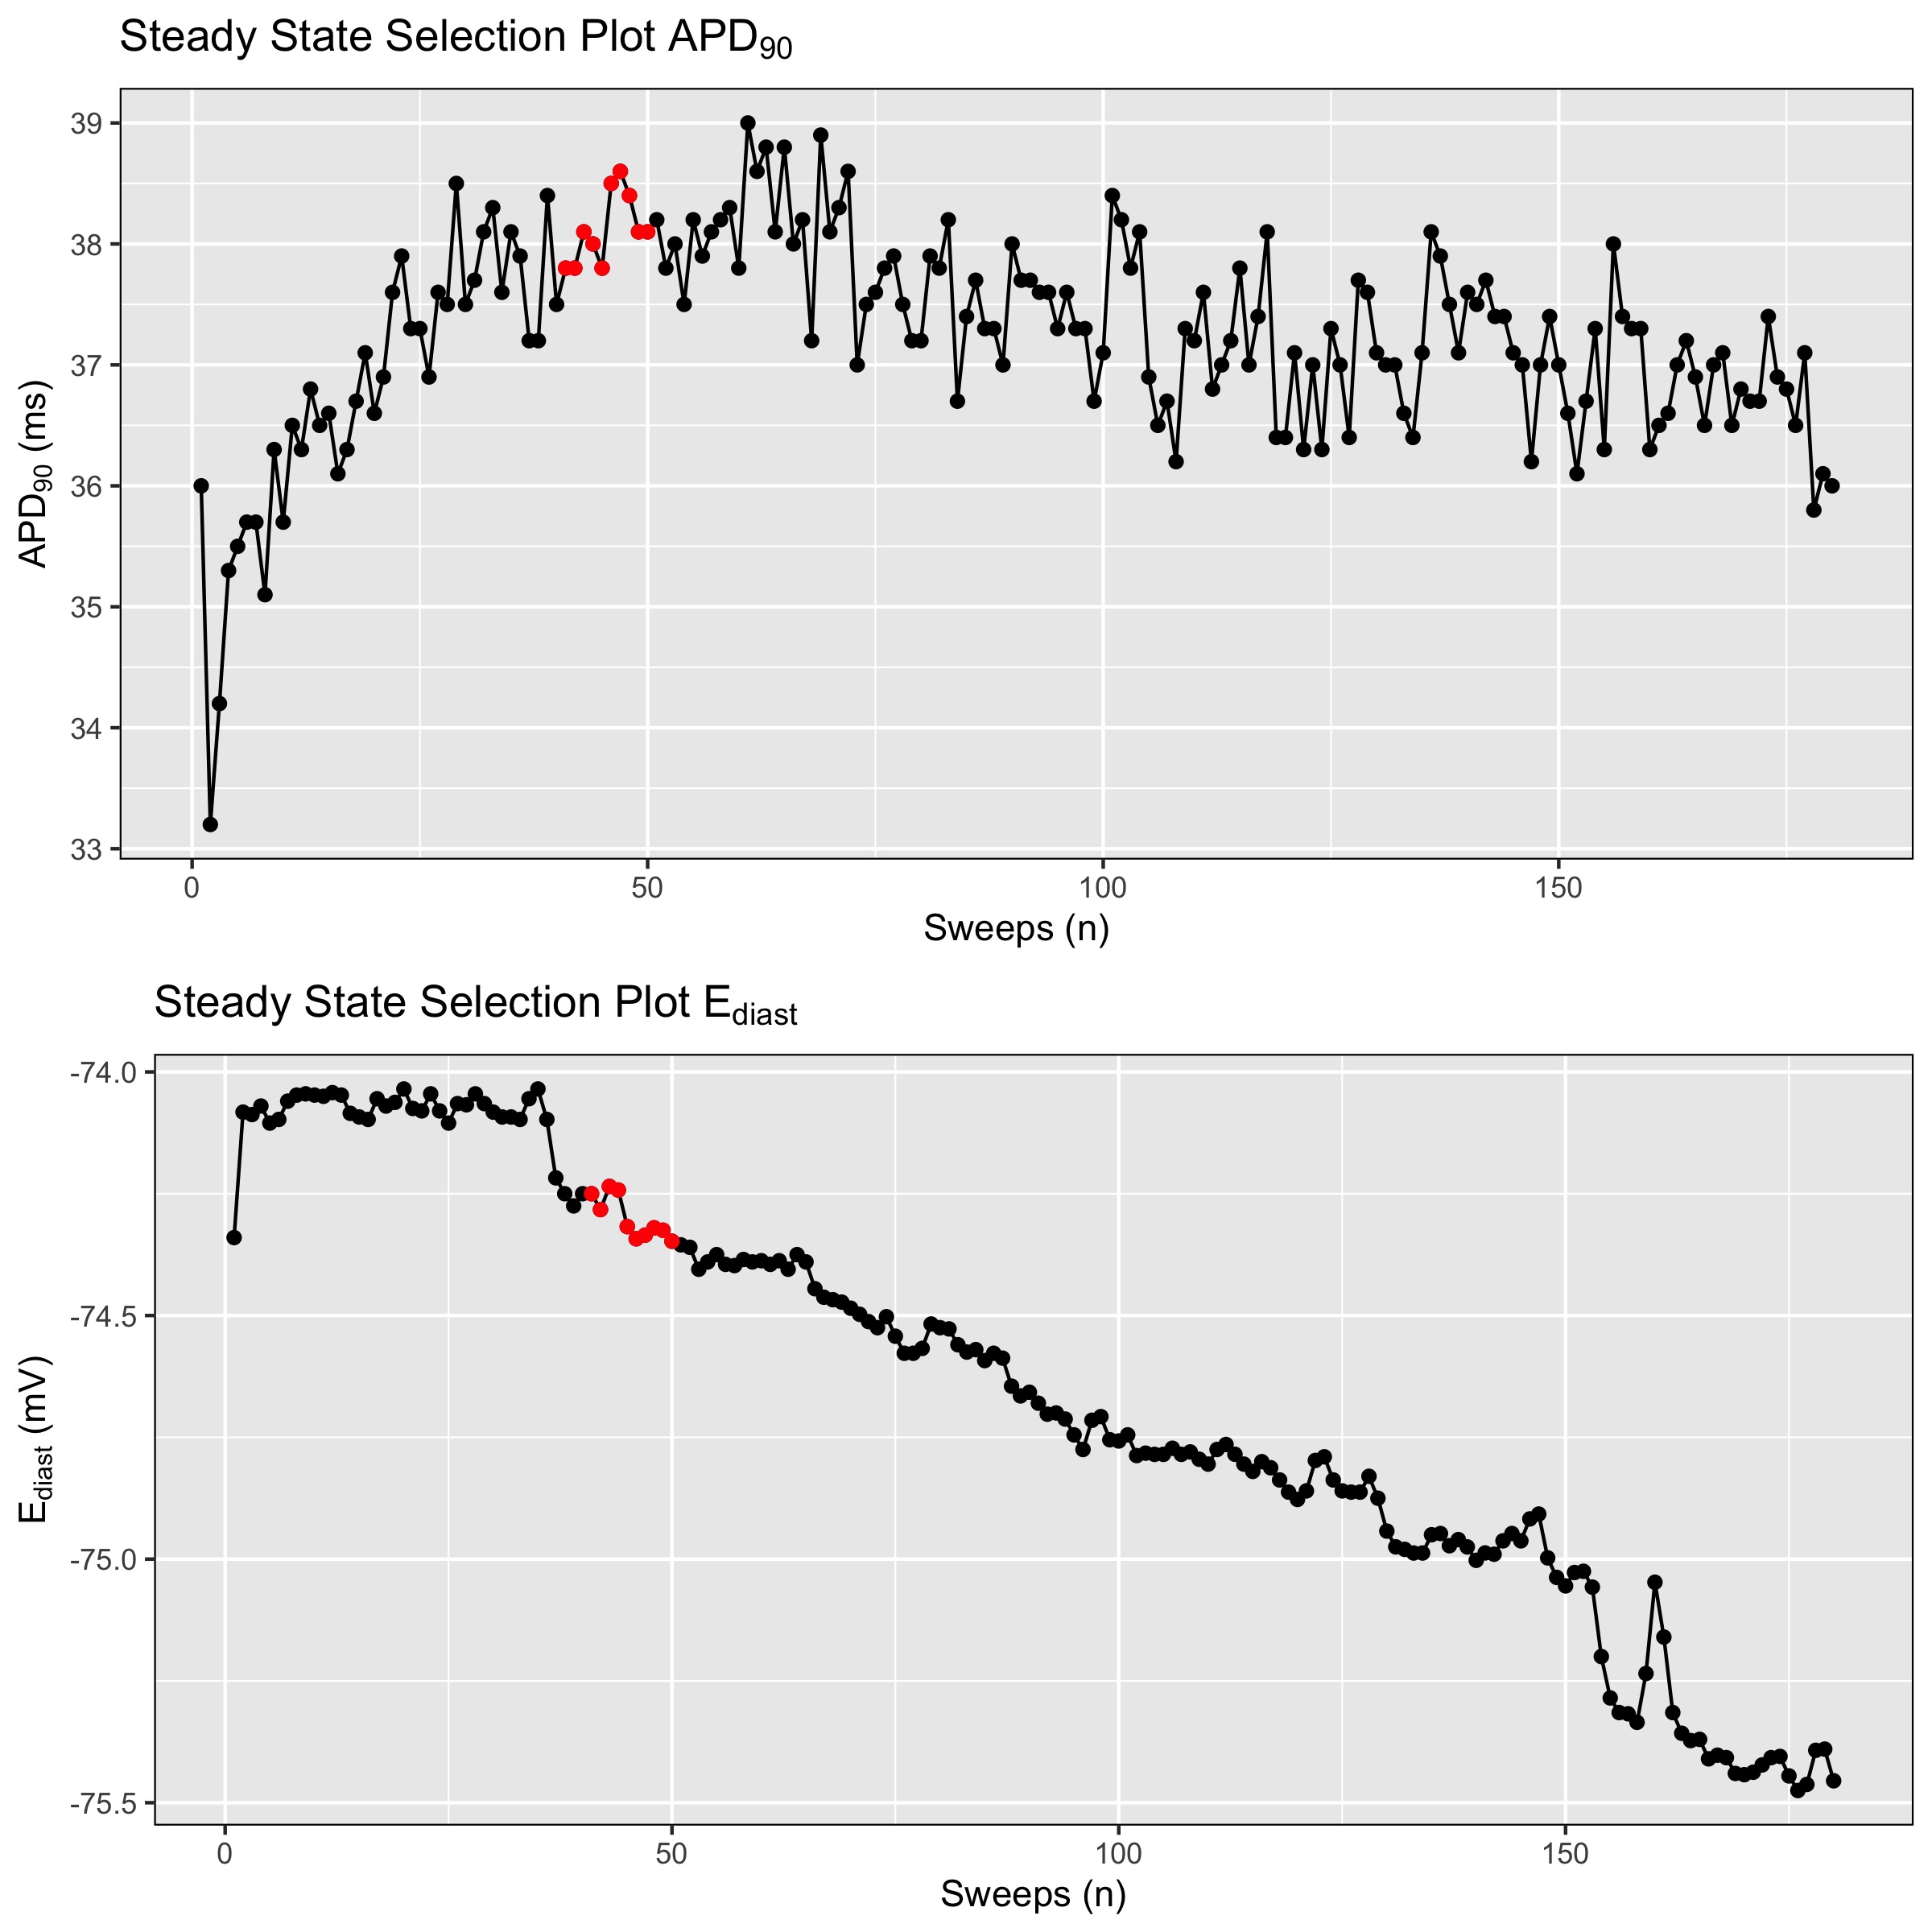 Steady State Selection Plot APD90
39
38
37
36
35
34
33
APD90 (ms)
0 50 100 150
Sweeps (n)
Steady State Selection Plot Ediast
-74.0
-74.5
-75.0
-75.5
Ediast (mV)
0 50 100 150
Sweeps (n)